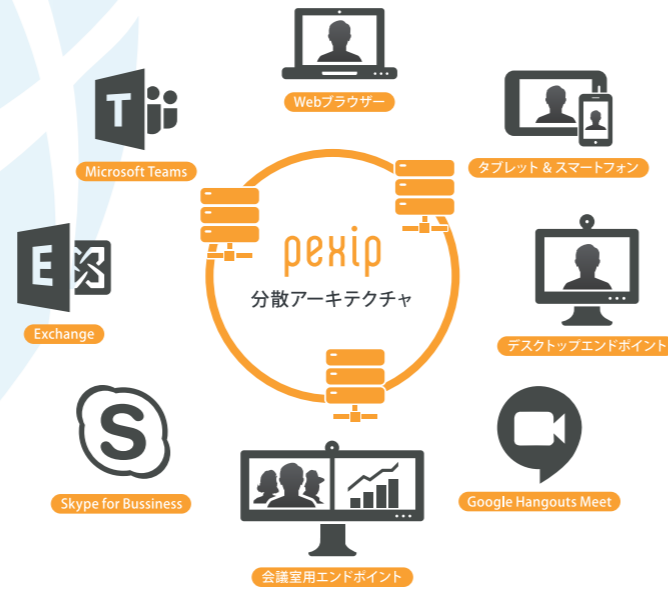 Webブラウザー
T
Microsoft Teams
タブレット & スマートフォン
pexip
分散アーキテクチャ
E
Exchange
デスクトップエンドポイント
S
Skype for Bussiness
Google Hangouts Meet
会議室用エンドポイント